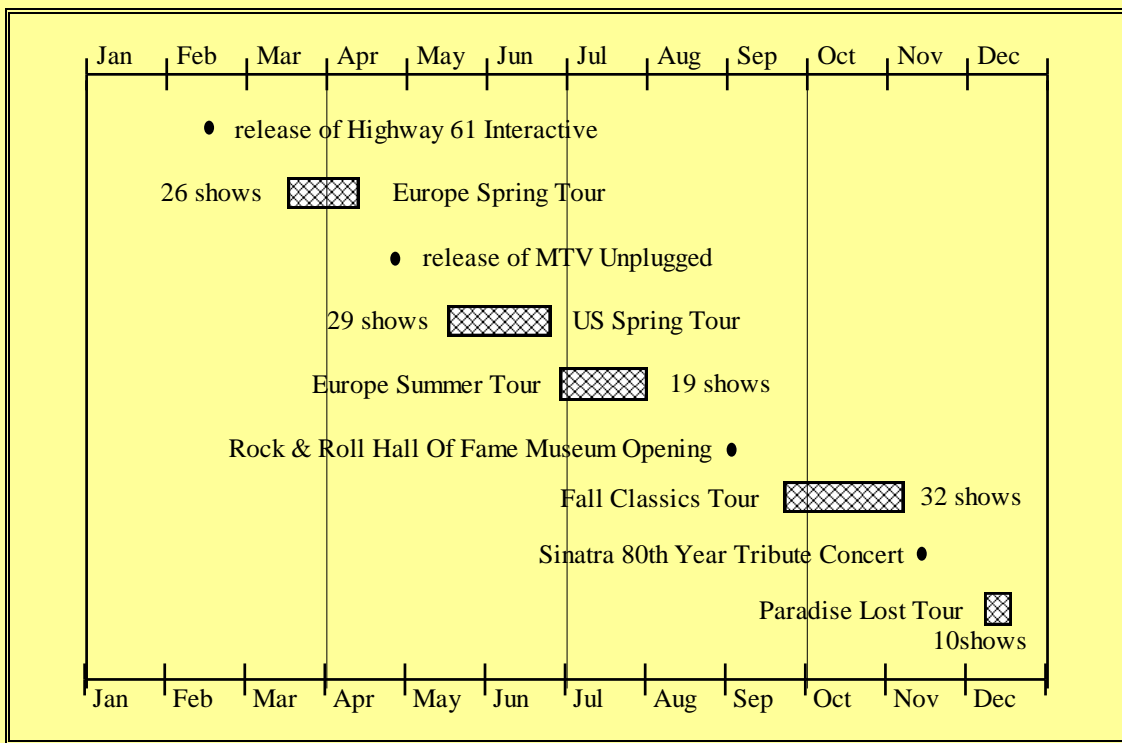 Jan Feb Mar Apr May Jun Jul Aug Sep Oct Nov Dec
release of Highway 61 Interactive
26 shows Europe Spring Tour
release of MTV Unplugged
29 shows US Spring Tour
Europe Summer Tour 19 shows
Rock & Roll Hall Of Fame Museum Opening
Fall Classics Tour 32 shows
Sinatra 80th Year Tribute Concert
Paradise Lost Tour
10shows
Jan Feb Mar Apr May Jun Jul Aug Sep Oct Nov Dec